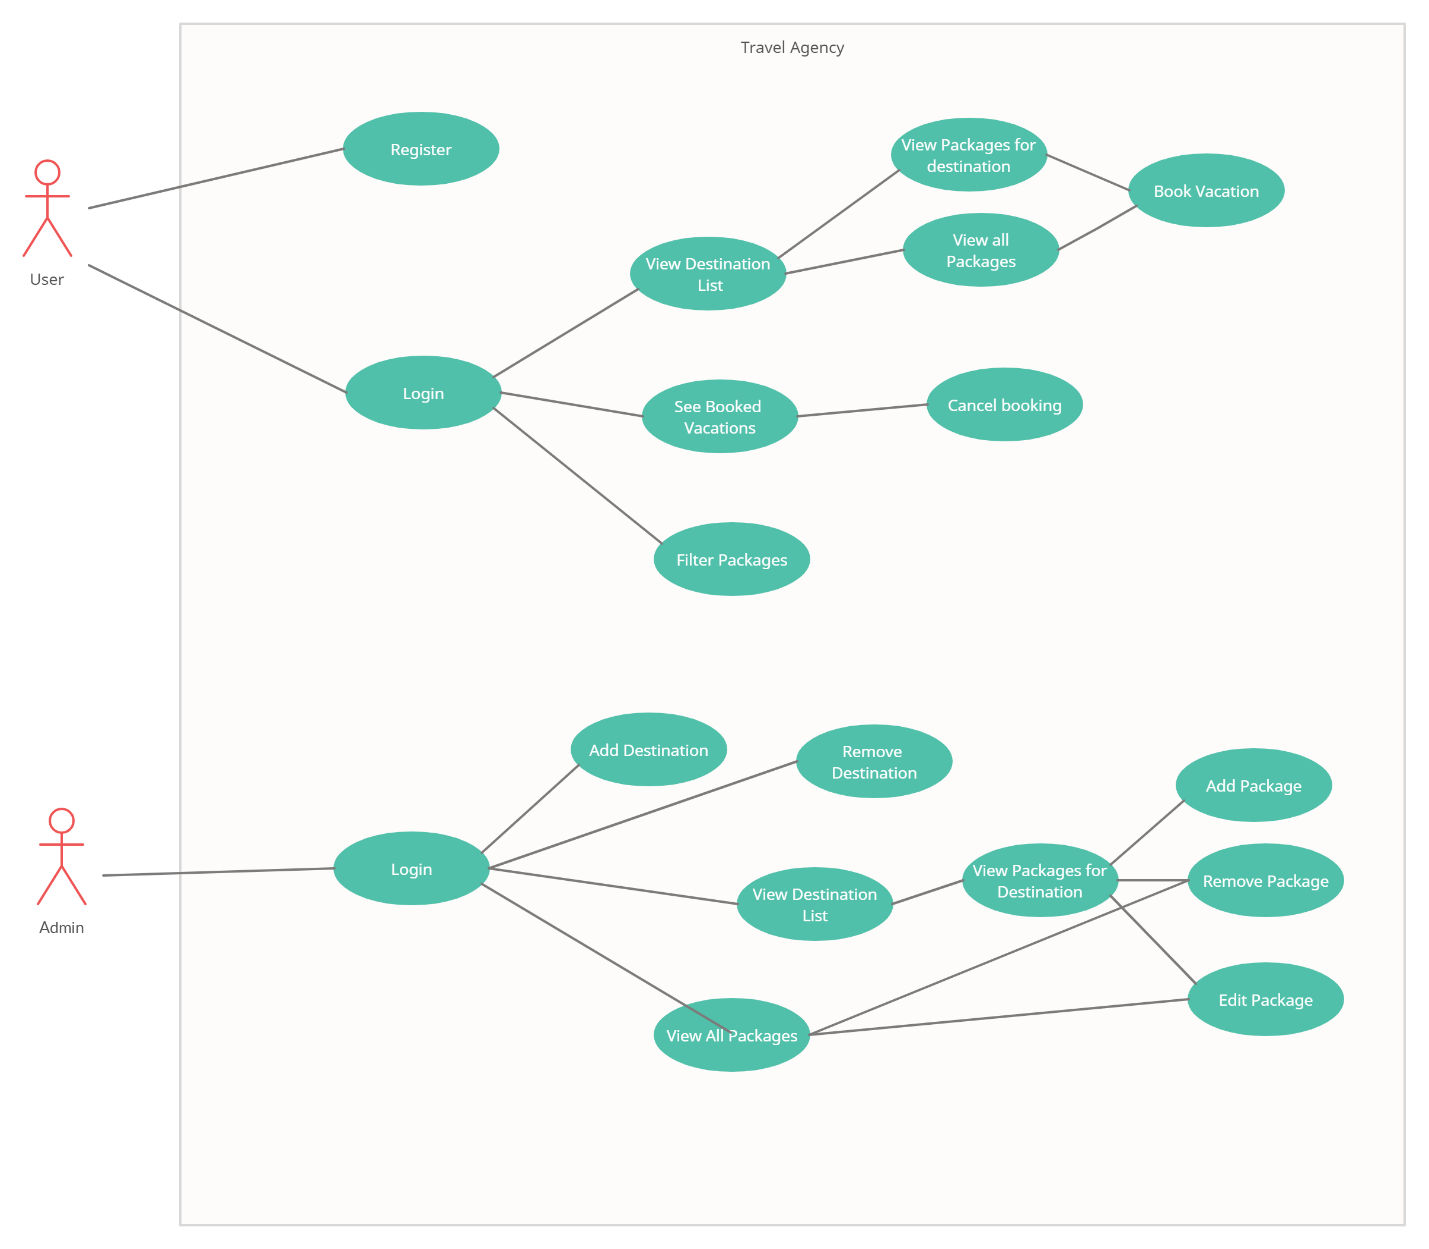 Travel Agency
Register
User
View Packages for
destination
Book Vacation
View all
Packages
View Destination
List
Login
See Booked
Vacations
Cancel booking
Filter Packages
Admin
Add Destination
Remove
Destination
Add Package
Login
View Destination
List
View Packages for
Destination
Remove Package
View All Packages
Edit Package